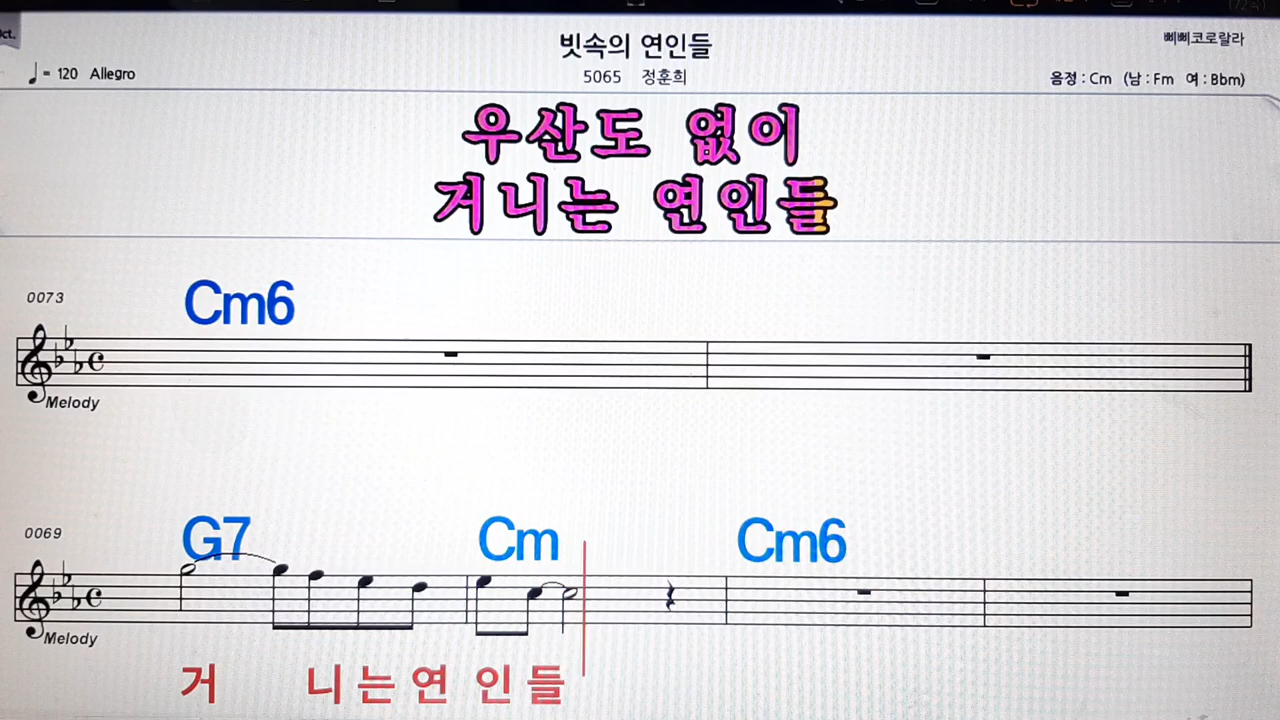 빗속의 연인들
삐삐코로랄라
♩= 120 Allegro
5065 정훈희
음정 : Cm (남 : Fm 여 : Bbm)
우산도 없이
거니는 연인들
0073
Cm6
Melody
0069
G7 Cm Cm6
Melody
거 니는연 인들